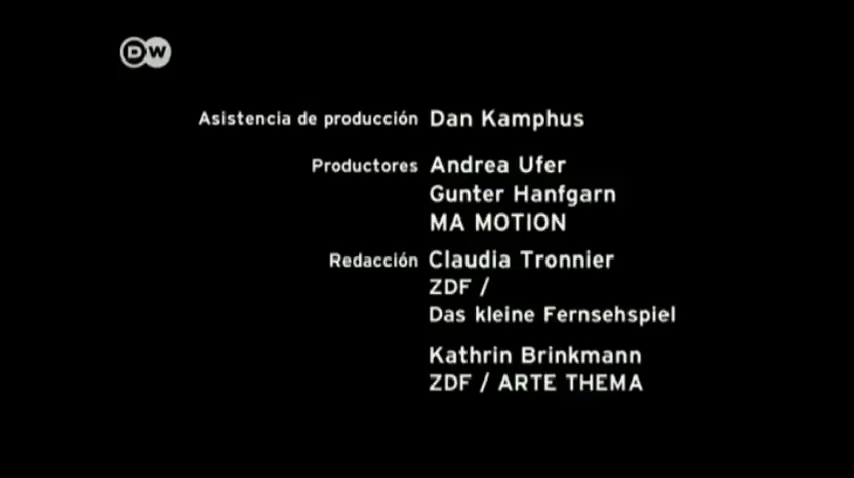 DW
Asistencia de producción Dan Kamphus
Productores Andrea Ufer
Gunter Hanfgarn
MA MOTION
Redacción Claudia Tronnier
ZDF /
Das kleine Fernsehspiel
Kathrin Brinkmann
ZDF / ARTE THEMA